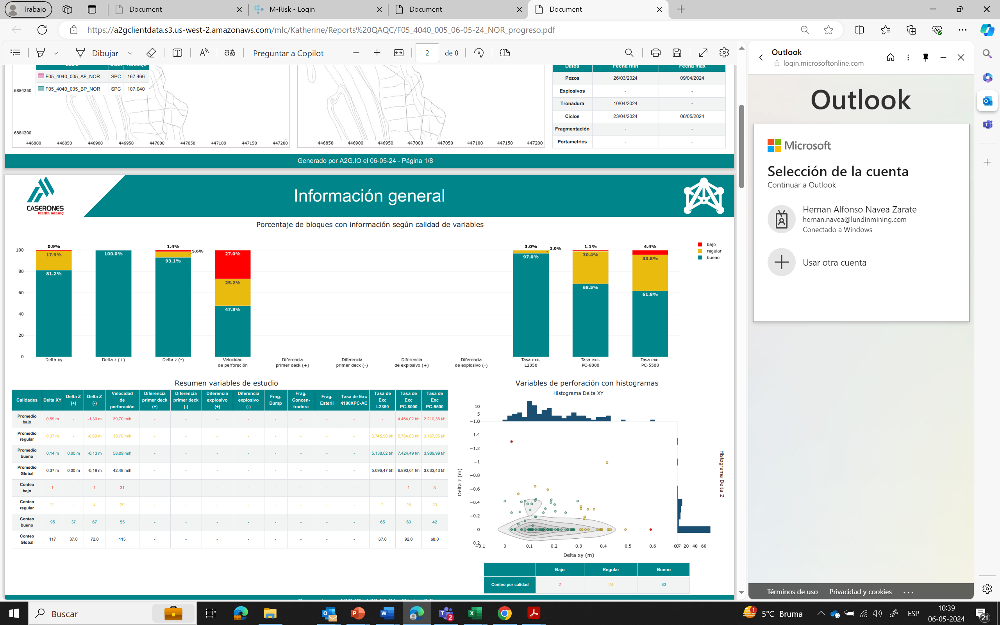 Trabajo
Document
M-Risk - Login
Document
Document
https://a2gclientdata.s3.us-west-2.amazonaws.com/mlc/Katherine/Reports%20QAQC/F05_4040_005_06-05-24_NOR_progreso.pdf
Dibujar
Preguntar a Copilot
2
de 8
Malla UGM Tonelaje
F05_4040_005_AF_NOR SPC 167.466
F05_4040_005_BP_NOR SPC 107.040
6884250
6884200
446800 446850 446900 446950 447000 447050 447100 447150 447200
446850 446900 446950 447000 447050 447100 447150 447200
Datos Fecha min Fecha max
Pozos 26/03/2024 09/04/2024
Explosivos - -
Tronadura 10/04/2024 -
Ciclos 23/04/2024 06/05/2024
Fragmentación - -
Portametrics - -
Generado por A2G.IO el 06-05-24 - Página 1/8
CASERONES
lundin mining
Información general
Porcentaje de bloques con información según calidad de variables
bajo
regular
bueno
100
80
60
40
20
0
0.9%
17.9%
81.2%
100.0%
1.4%
5.6%
93.1%
27.0%
25.2%
47.8%
3.0%
3.0%
97.0%
1.1%
30.4%
68.5%
4.4%
33.8%
61.8%
Delta xy
Delta z (+)
Delta z (-)
Velocidad
de perforación
Diferencia
primer deck (+)
Diferencia
primer deck (-)
Diferencia
de explosivo (+)
Diferencia
de explosivo (-)
Tasa exc.
L2350
Tasa exc.
PC-8000
Tasa exc.
PC-5500
Resumen variables de estudio
Calidades
Delta XY
Delta Z
(+)
Delta Z
(-)
Velocidad
de
perforación
Diferencia
primer deck
(+)
Diferencia
primer deck
(-)
Diferencia
explosivo
(+)
Diferencia
explosivo
(-)
Frag.
Dump
Frag.
Concen-
tradora
Frag.
Esteril
Tasa de Exc
4100XPC-AC
Tasa de
Exc
L2350
Tasa de
Exc
PC-8000
Tasa de
Exc
PC-5500
Promedio
bajo
0,59 m - -1,30 m 39,70 m/h - - - - - - - - - 4.464,02 t/h 2.210,38 t/h
Promedio
regular
0,37 m - -0,69 m 39,70 m/h - - - - - - - - 3.745,98 t/h 5.784,03 t/h 3.167,95 t/h
Promedio
bueno
0,14 m 0,00 m -0,13 m 58,09 m/h - - - - - - - - 5.138,02 t/h 7.424,49 t/h 3.989,99 t/h
Promedio
Global
0,37 m 0,00 m -0,18 m 42,48 m/h - - - - - - - - 5.096,47 t/h 6.893,04 t/h 3.633,43 t/h
Conteo
bajo
1 - 1 31 - - - - - - - - - 1 3
Conteo
regular
21 - 4 29 - - - - - - - - 2 28 23
Conteo
bueno
95 37 67 55 - - - - - - - - 65 63 42
Conteo
Global
117 37.0 72.0 115 - - - - - - - - 67.0 92.0 68.0
Variables de perforación con histogramas
Histograma Delta XY
10
5
−1.4
−1.2
−1
−0.8
−0.6
−0.4
−0.2
0
0.2
Delta z (m)
−0.1 0 0.1 0.2 0.3 0.4 0.5 0.6
20 40 60
Delta xy (m)
Histograma Delta Z
Bajo Regular Bueno
Conteo por calidad 2 24 83
Outlook
login.microsoftonline.com
Outlook
Microsoft
Selección de la cuenta
Continuar a Outlook
Hernan Alfonso Navea Zarate
hernan.navea@lundinmining.com
Conectado a Windows
Usar otra cuenta
Términos de uso Privacidad y cookies ...
Buscar
5°C Bruma
ESP
10:39
06-05-2024
21